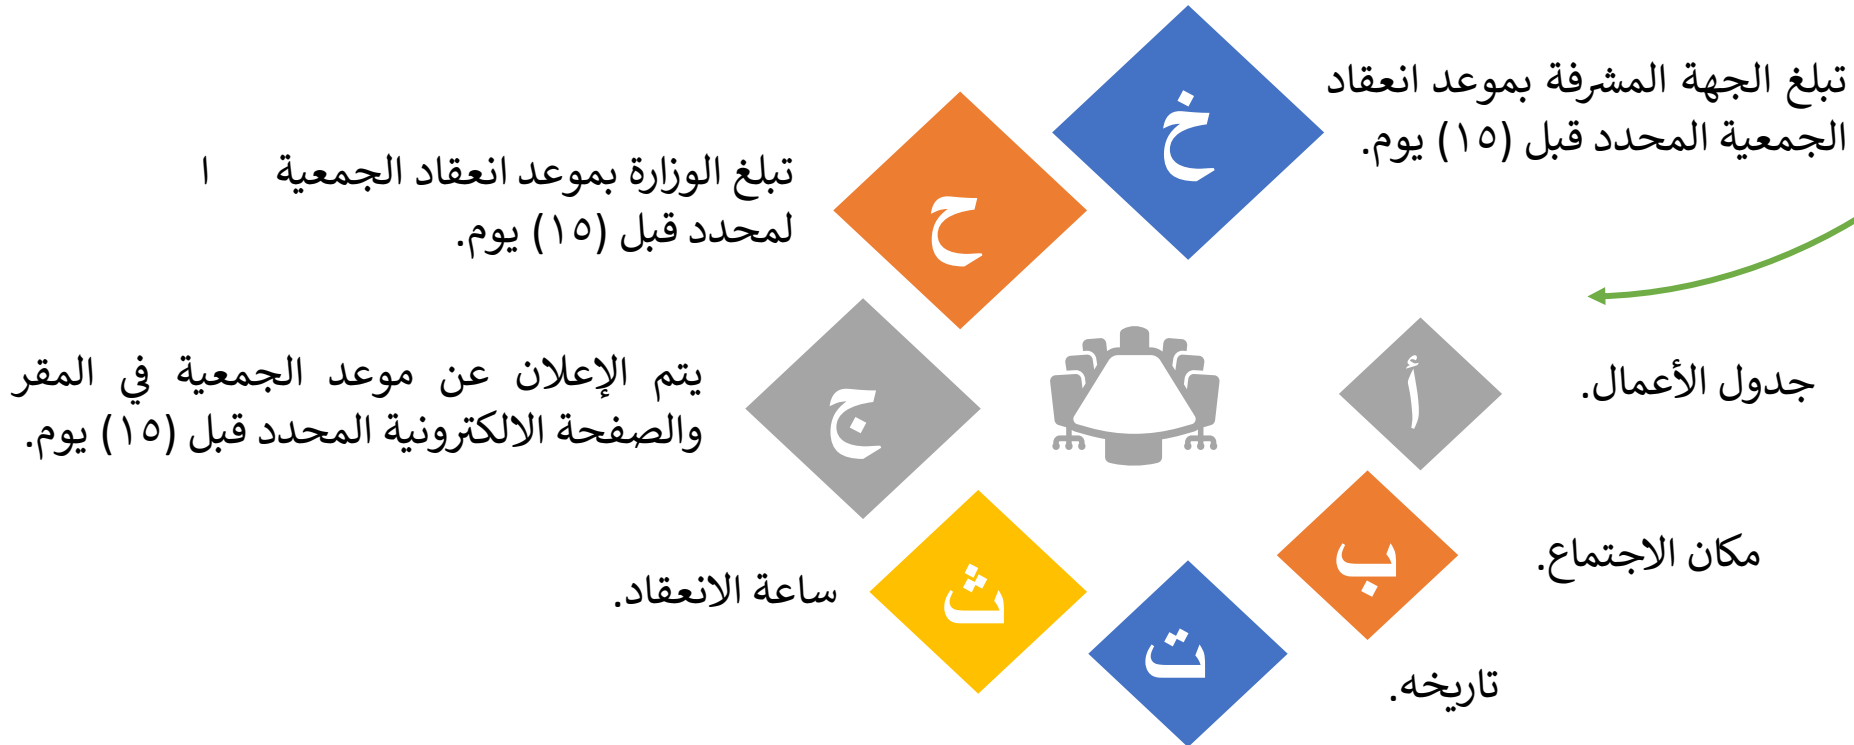 أ
جدول الأعمال.
ب
مكان الاجتماع.
ت
تاريخه.
ث
ساعة الانعقاد.
ج
يتم الإعلان عن موعد الجمعية في المقر
والصفحة الالكترونية المحدد قبل (١٥) يوم.
ح
تبلغ الوزارة بموعد انعقاد الجمعية ا
لمحدد قبل (١٥) يوم.
خ
تبلغ الجهة المشرفة بموعد انعقاد
الجمعية المحدد قبل (١٥) يوم.